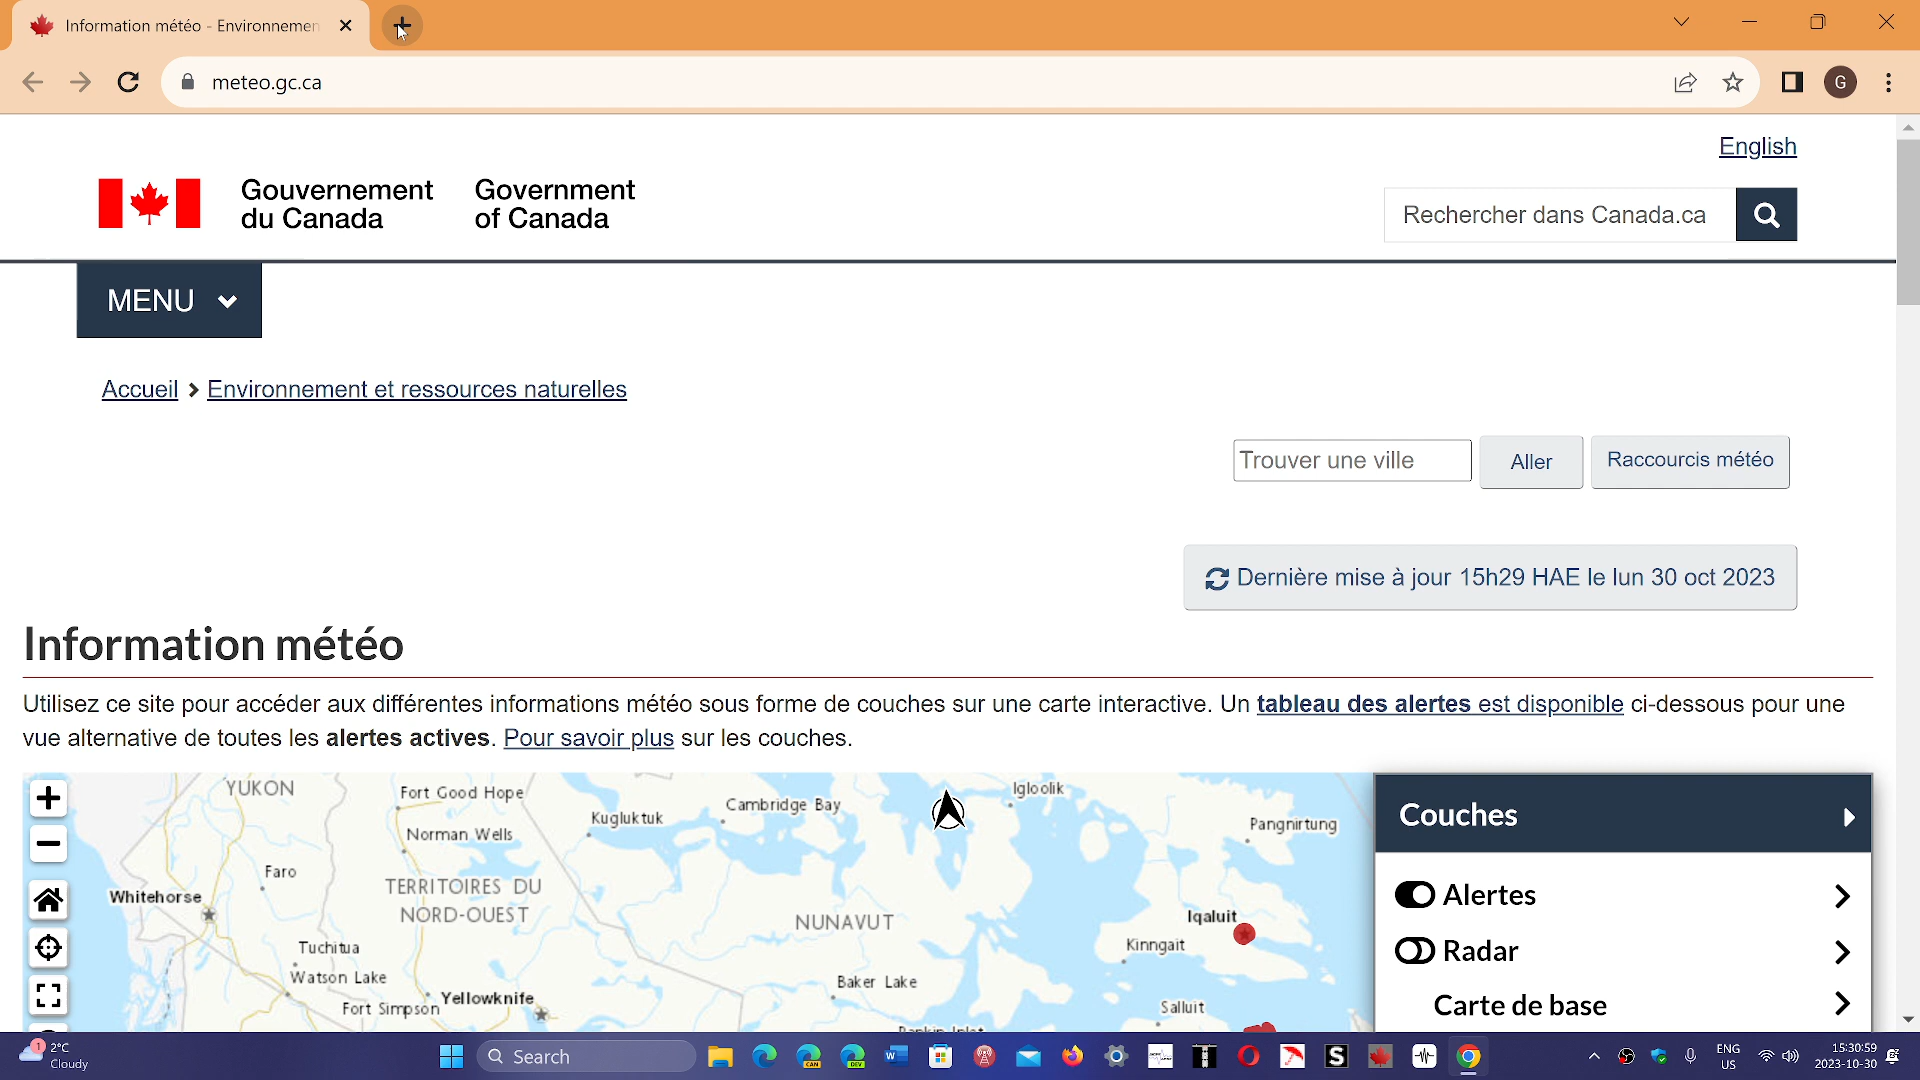 Information météo - Environnemen
meteo.gc.ca
G
English
Gouvernement du Canada
Government of Canada
Rechercher dans Canada.ca
MENU
Accueil > Environnement et ressources naturelles
Trouver une ville
Aller
Raccourcis météo
Dernière mise à jour 15h29 HAE le lun 30 oct 2023
Information météo
Utilisez ce site pour accéder aux différentes informations météo sous forme de couches sur une carte interactive. Un tableau des alertes est disponible ci-dessous pour une
vue alternative de toutes les alertes actives. Pour savoir plus sur les couches.
YUKON
Fort Good Hope
Igloolik
Cambridge Bay
Kugluktuk
Norman Wells
Pangnirtung
Faro
TERRITOIRES DU
NORD-OUEST
Whitehorse
NUNAVUT
Iqaluit
Kinngait
Tuchitua
Watson Lake
Baker Lake
Yellowknife
Fort Simpson
Salluit
Rankin Inlet
Couches
Alertes
Radar
Carte de base
1
2°C
Cloudy
Search
CAN
DEV
W
S
ENG
US
15:30:59
2023-10-30